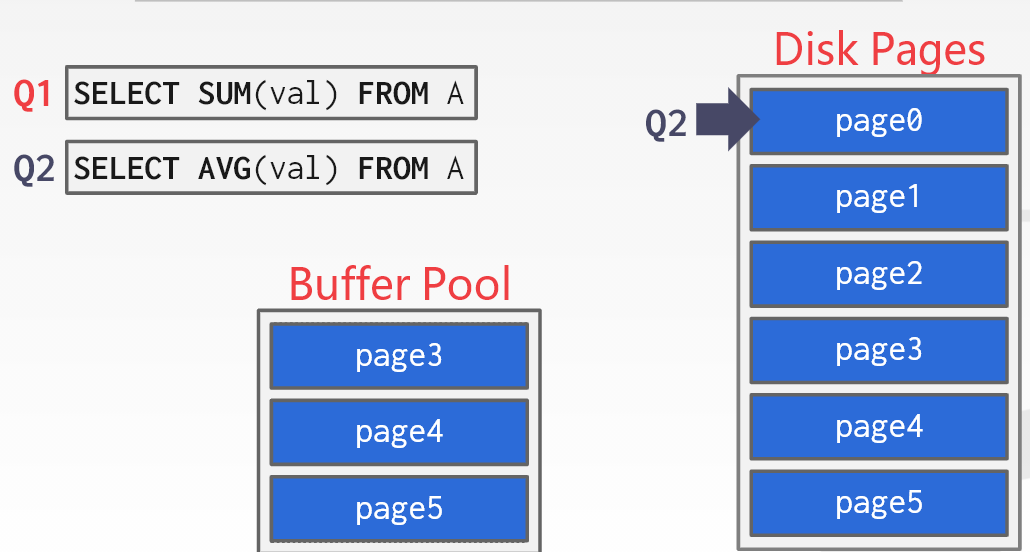 Disk Pages
Q1 SELECT SUM(val) FROM A
Q2 SELECT AVG(val) FROM A
Q2
page0
page1
page2
page3
page4
page5
Buffer Pool
page3
page4
page5